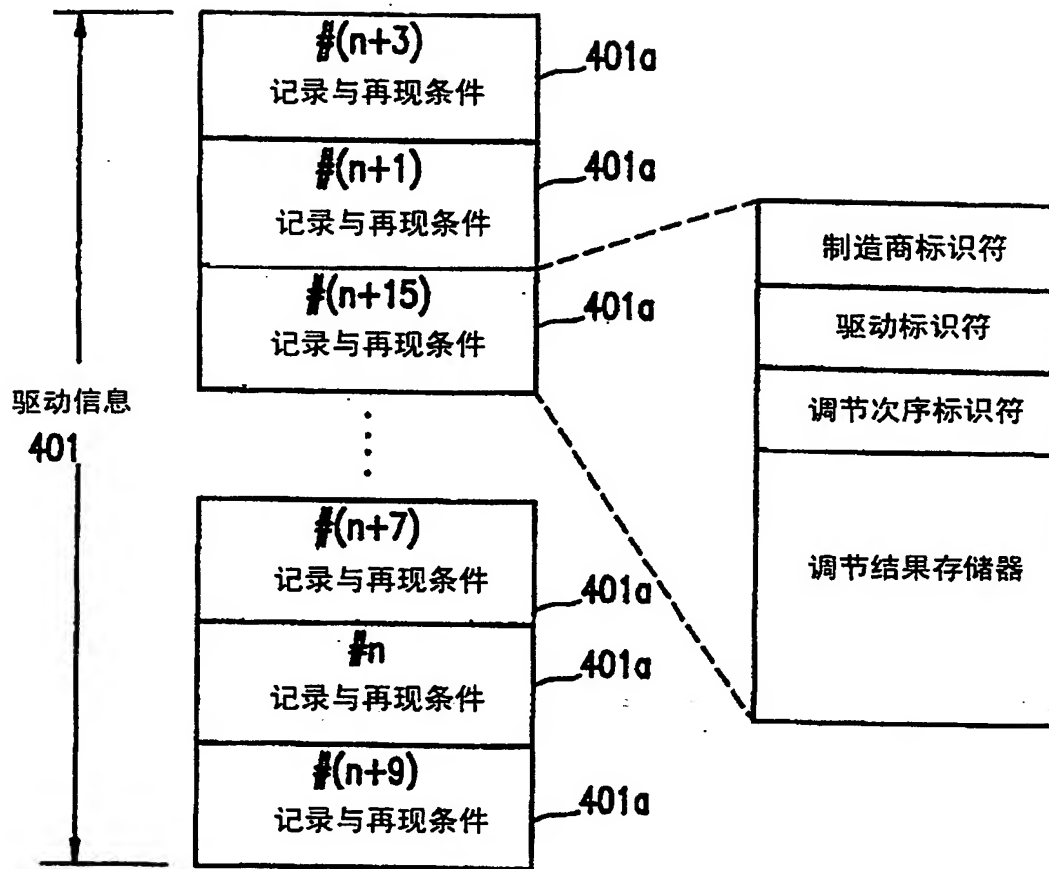 #(n+3)
记录与再现条件
401a
#(n+1)
记录与再现条件
401a
#(n+15)
记录与再现条件
401a
制造商标识符
驱动标识符
调节次序标识符
调节结果存储器
驱动信息
401
#(n+7)
记录与再现条件
401a
#n
记录与再现条件
401a
#(n+9)
记录与再现条件
401a